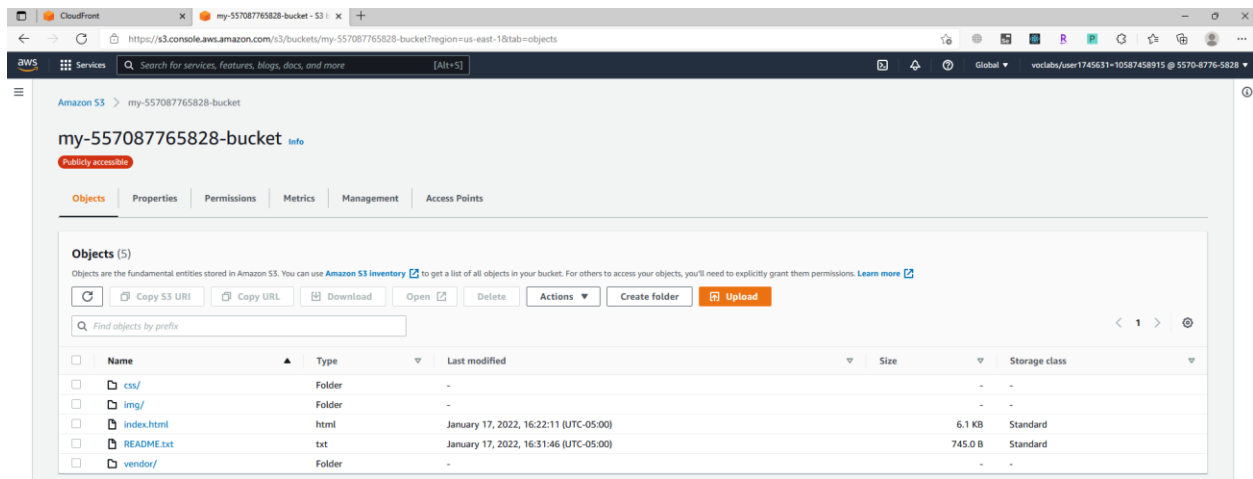 CloudFront
my-557087765828-bucket - S3 b
https://s3.console.aws.amazon.com/s3/buckets/my-557087765828-bucket?region=us-east-1&tab=objects
aws
Services
Search for services, features, blogs, docs, and more
[Alt+S]
Global
voclabs/user1745631=10587458915 @ 5570-8776-5828
Amazon S3 > my-557087765828-bucket
my-557087765828-bucket Info
Publicly accessible
Objects Properties Permissions Metrics Management Access Points
Objects (5)
Objects are the fundamental entities stored in Amazon S3. You can use Amazon S3 inventory to get a list of all objects in your bucket. For others to access your objects, you'll need to explicitly grant them permissions. Learn more
Copy S3 URI Copy URL Download Open Delete Actions Create folder Upload
Find objects by prefix
1
Name Type Last modified Size Storage class
css/ Folder - - -
img/ Folder - - -
index.html html January 17, 2022, 16:22:11 (UTC-05:00) 6.1 KB Standard
README.txt txt January 17, 2022, 16:31:46 (UTC-05:00) 745.0 B Standard
vendor/ Folder - - -